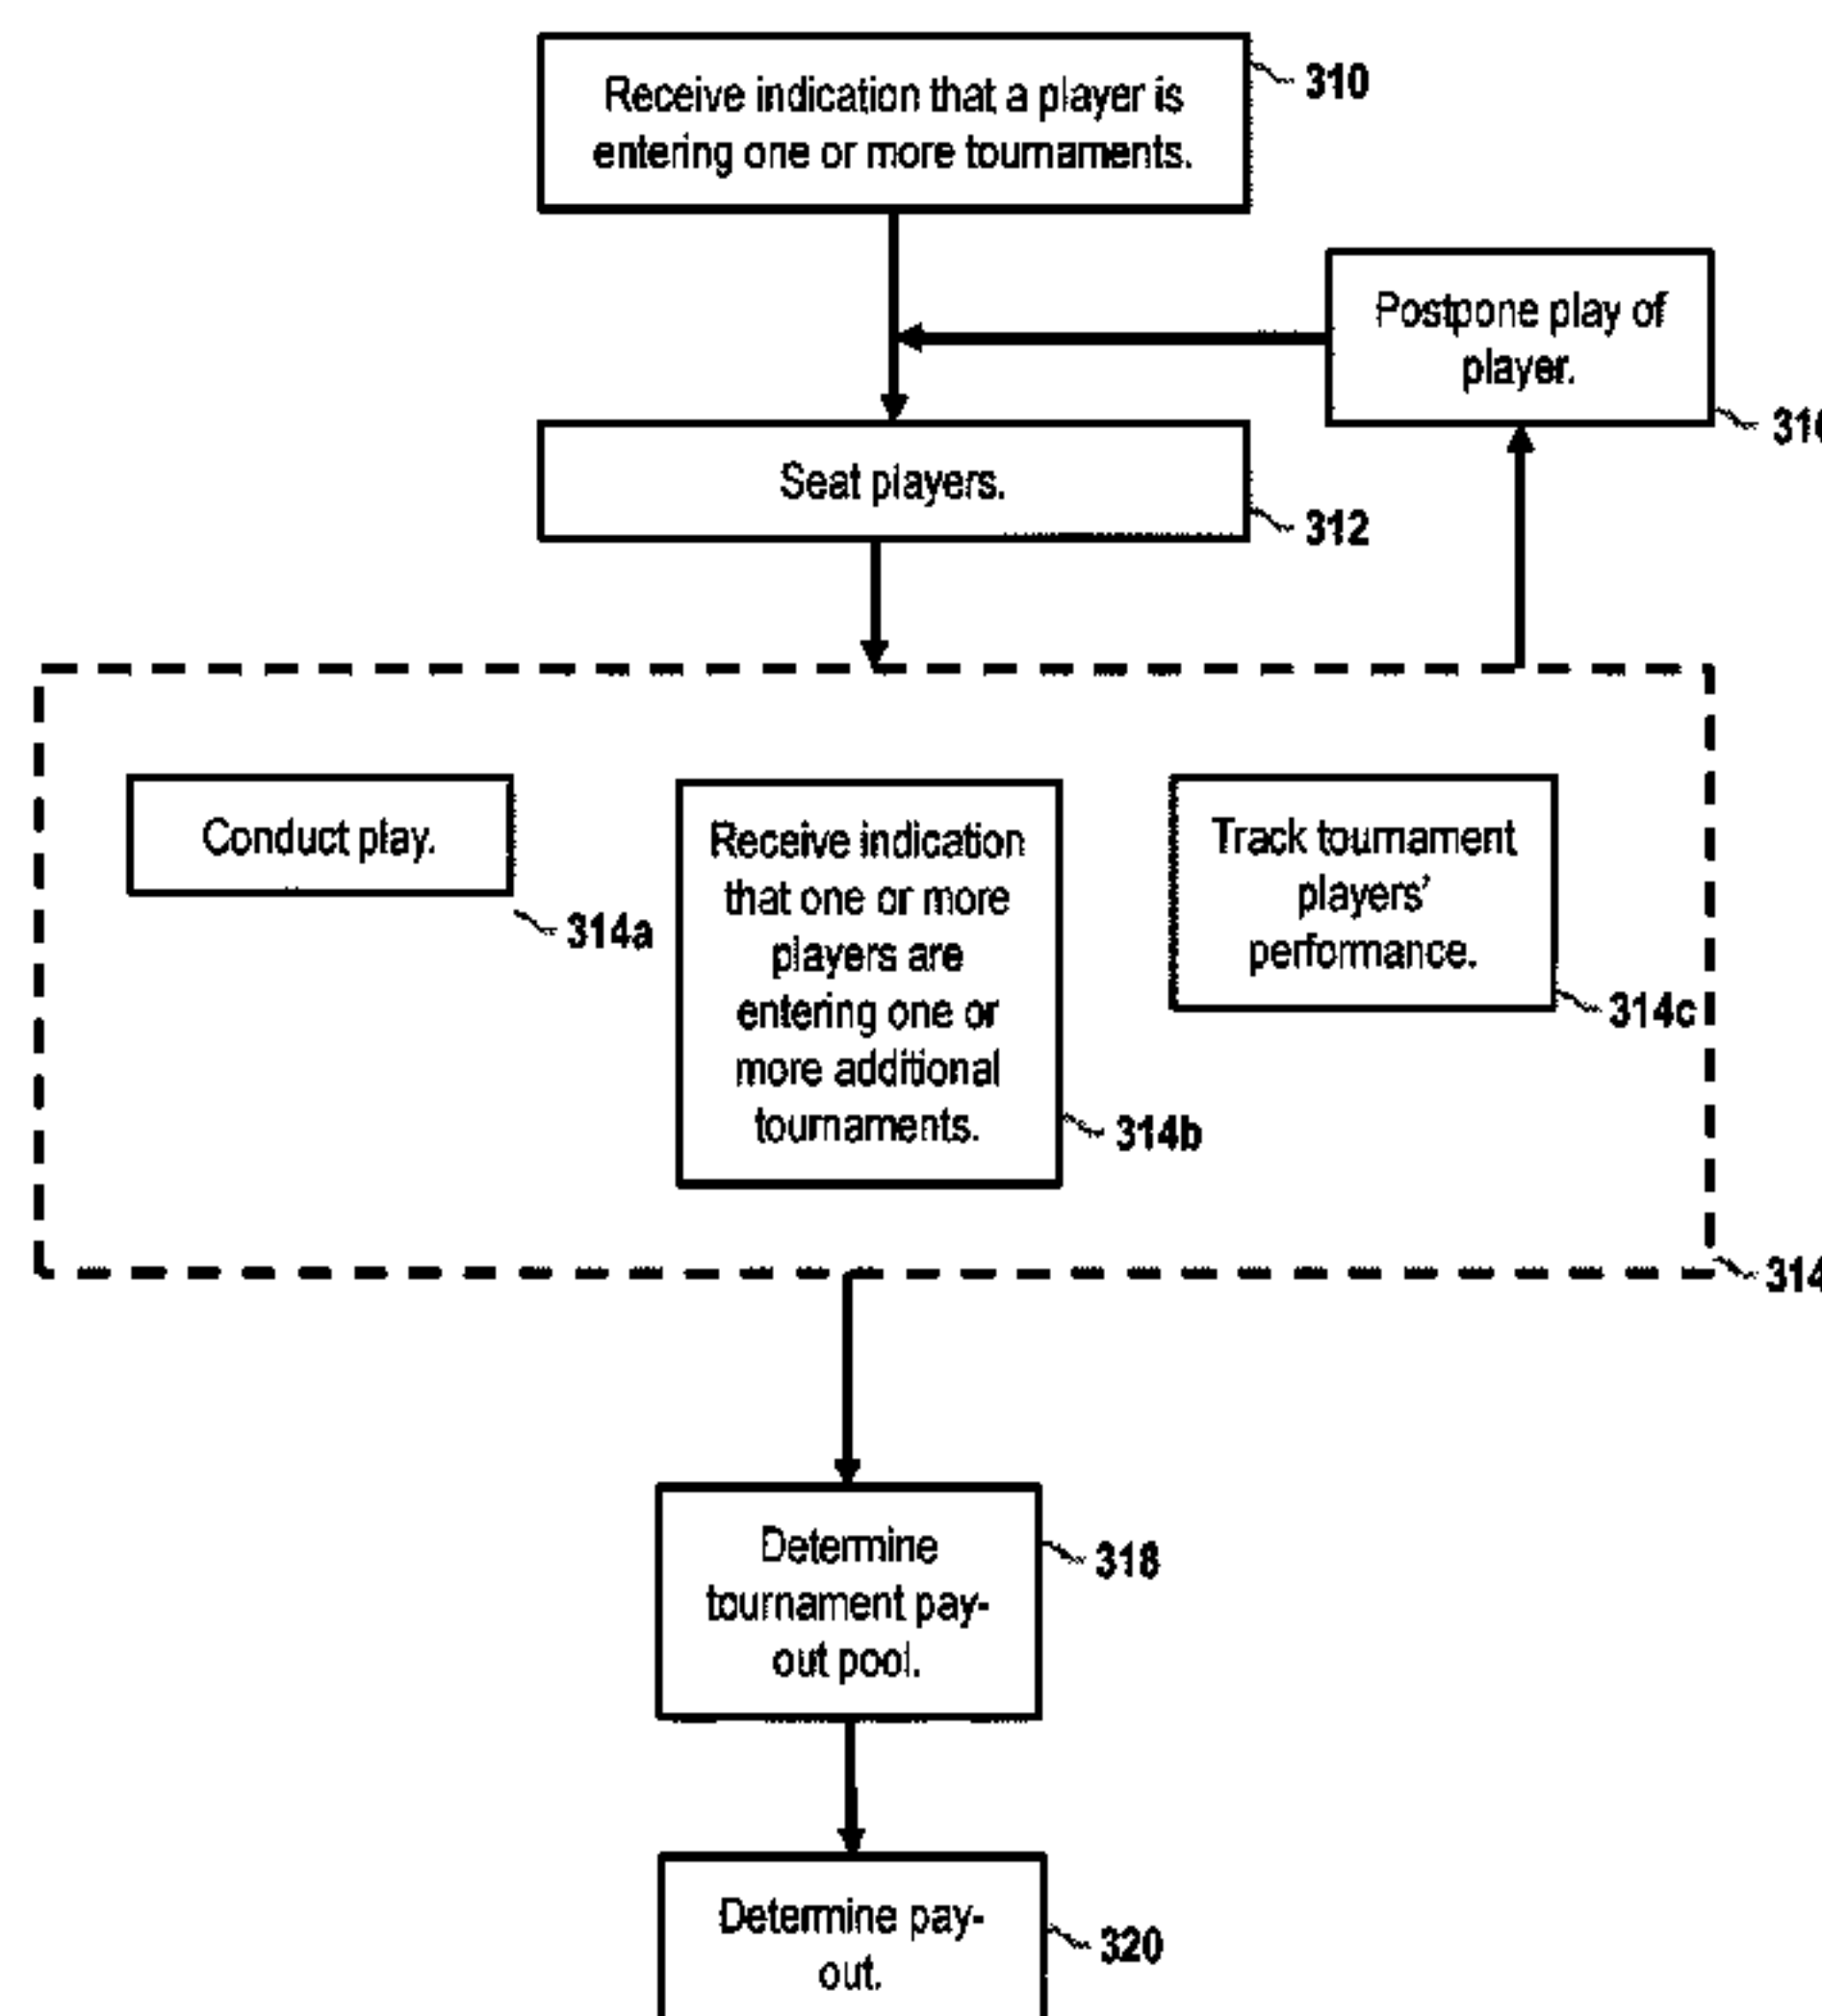 Receive indication that a player is
entering one or more tournaments.
310
Postpone play of
player.
Seat players.
312
Conduct play.
314a
Receive indication
that one or more
players are
entering one or
more additional
tournaments.
314b
Track tournament
players’
performance.
314c
314
Determine
tournament pay-
out pool.
318
Determine pay-
out.
320